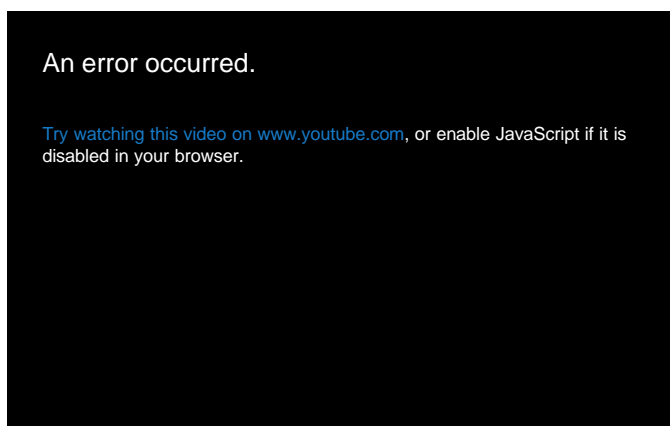 An error occurred.
Try watching this video on www.youtube.com, or enable JavaScript if it is
disabled in your browser.